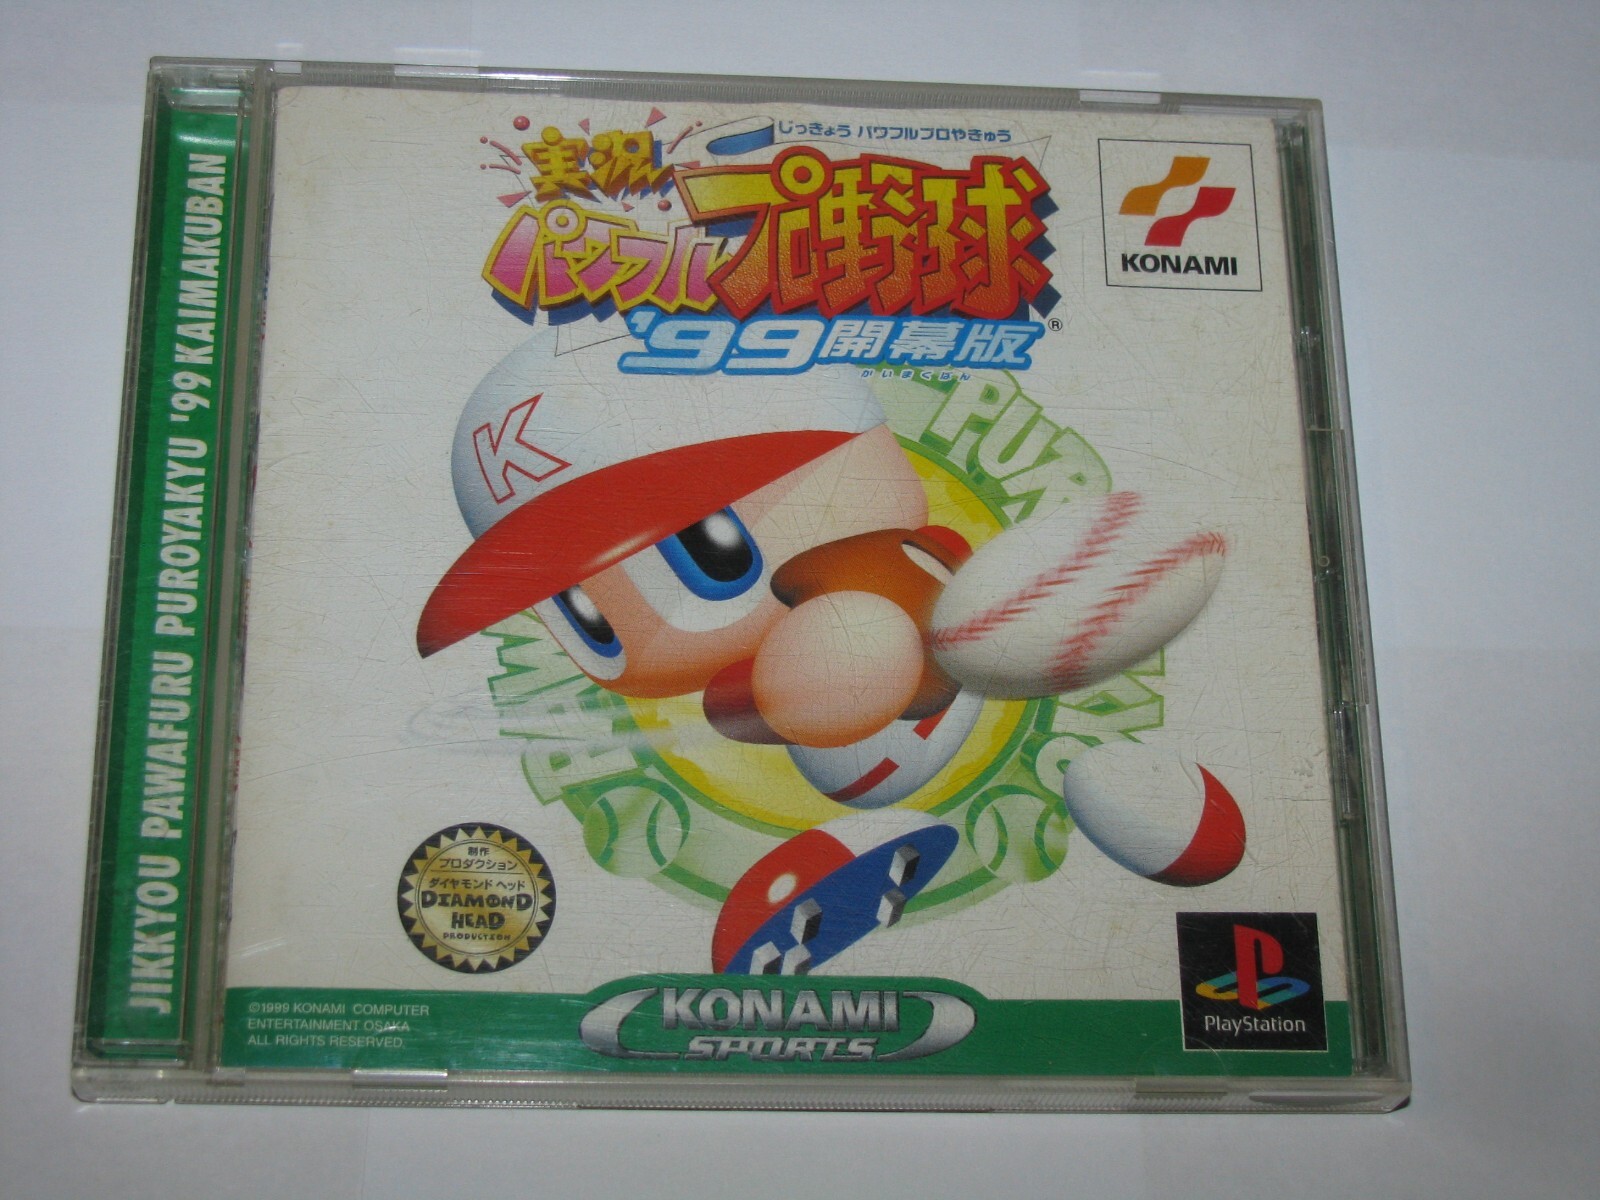 JIKKYOU PAWAFURU PUROYAKYU '99 KAIMAKUBAN
じっきょう パワフルプロやきゅう
実況
パワフルプロ野球
'99開幕版®
かいまくばん
KONAMI
K
制作
プロダクション
ダイヤモンド ヘッド
DIAMOND
HEAD
PRODUCTION
©1999 KONAMI COMPUTER
ENTERTAINMENT OSAKA
ALL RIGHTS RESERVED.
KONAMI
SPORTS
PlayStation